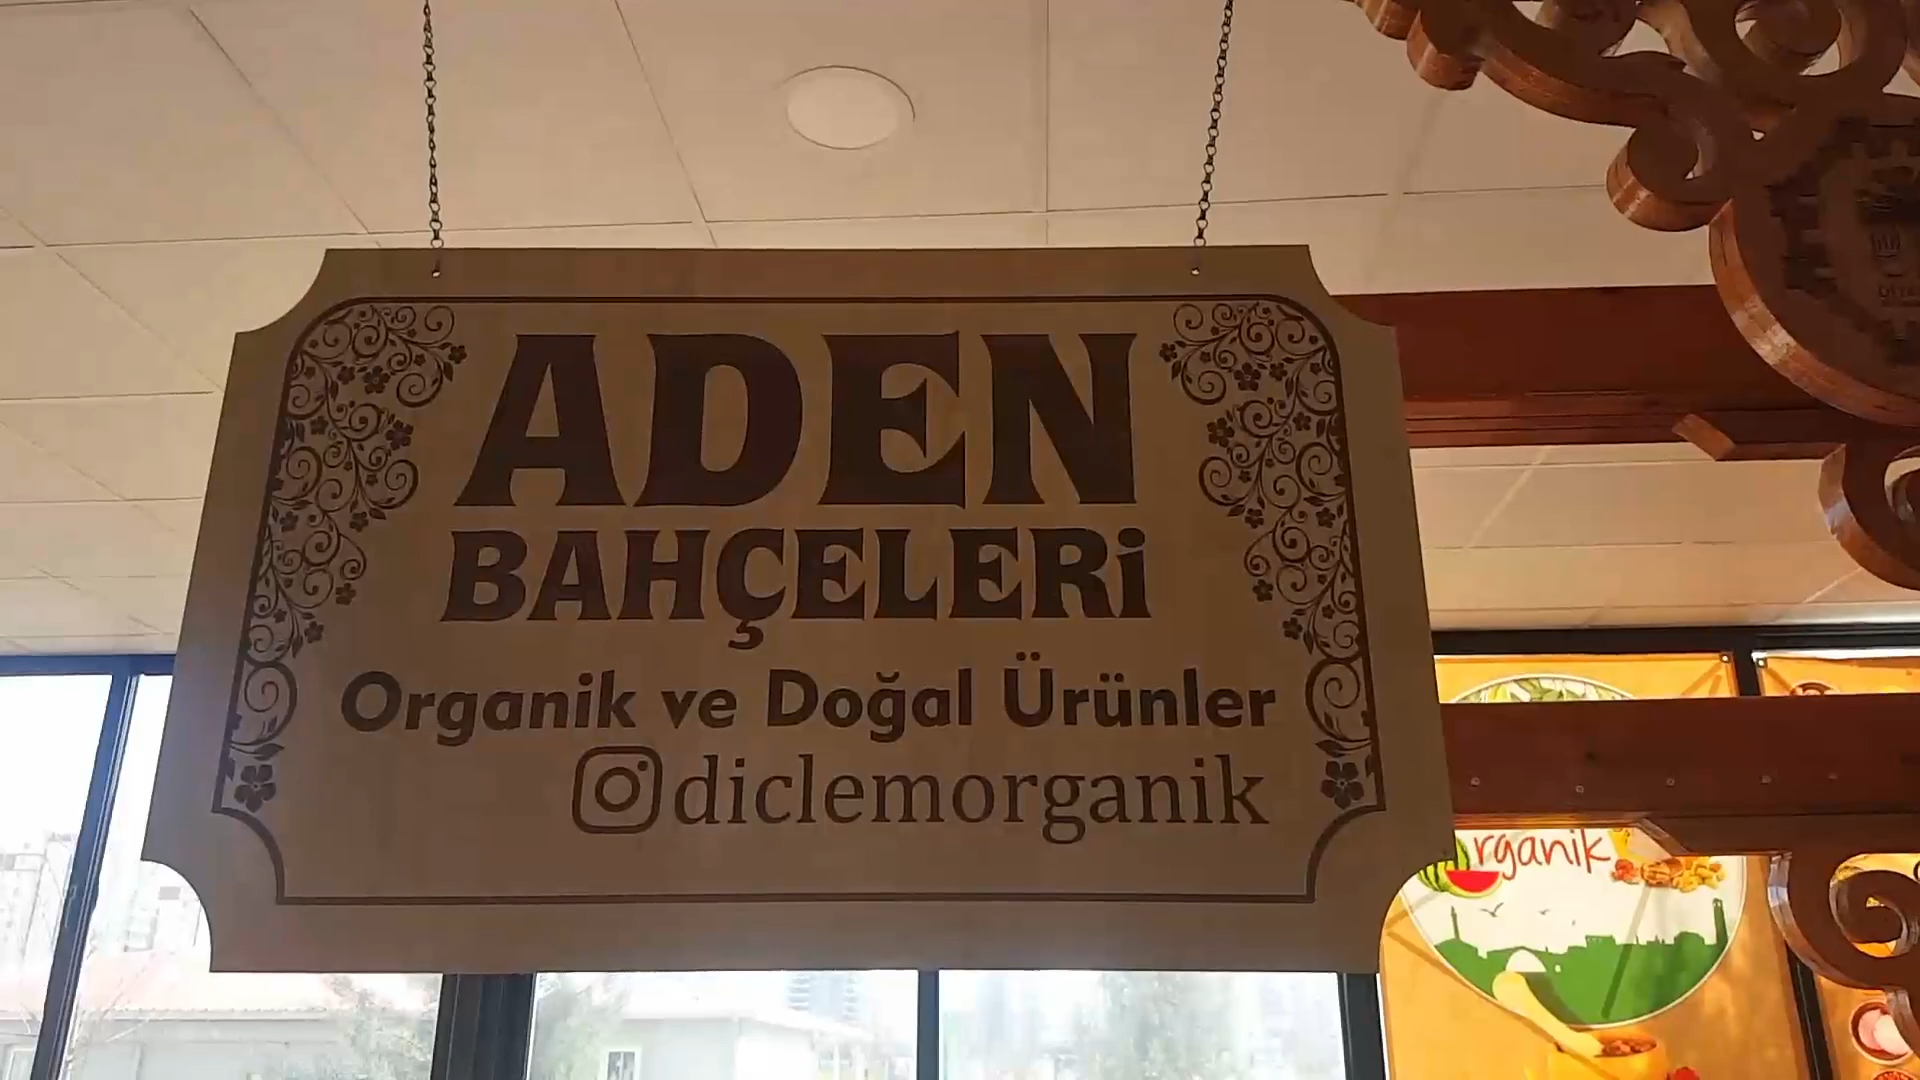 ADEN
BAHÇELERİ
Organik ve Doğal Ürünler
diclemorganik
rganik